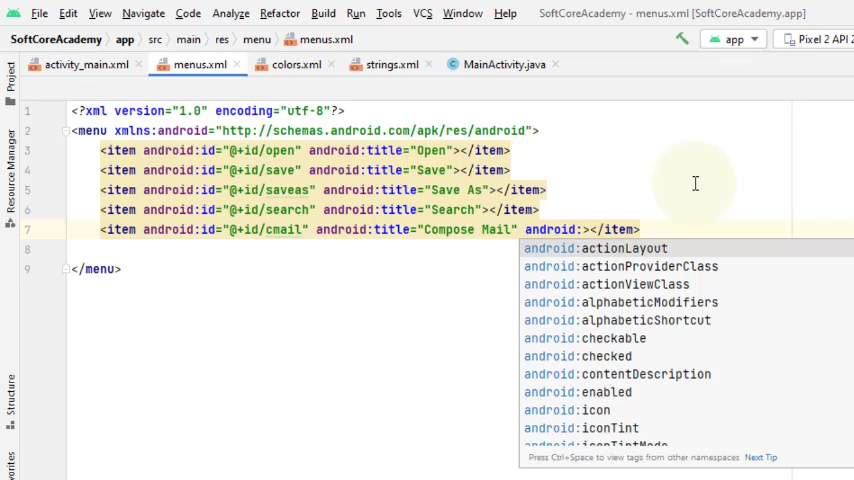 File Edit View Navigate Code Analyze Refactor Build Run Tools VCS Window Help SoftCoreAcademy - menus.xml [SoftCoreAcademy.app]
SoftCoreAcademy app src main res menu menus.xml app Pixel 2 API 2
activity_main.xml menus.xml colors.xml strings.xml MainActivity.java
Project
Resource Manager
Structure
1 <?xml version="1.0" encoding="utf-8"?>
2 <menu xmlns:android="http://schemas.android.com/apk/res/android">
3 <item android:id="@+id/open" android:title="Open"></item>
4 <item android:id="@+id/save" android:title="Save"></item>
5 <item android:id="@+id/saveas" android:title="Save As"></item>
6 <item android:id="@+id/search" android:title="Search"></item>
7 <item android:id="@+id/cmail" android:title="Compose Mail" android:></item>
8
9 </menu>
android:actionLayout
android:actionProviderClass
android:actionViewClass
android:alphabeticModifiers
android:alphabeticShortcut
android:checkable
android:checked
android:contentDescription
android:enabled
android:icon
android:iconTint
android:iconTintMode
Press Ctrl+Space to view tags from other namespaces Next Tip